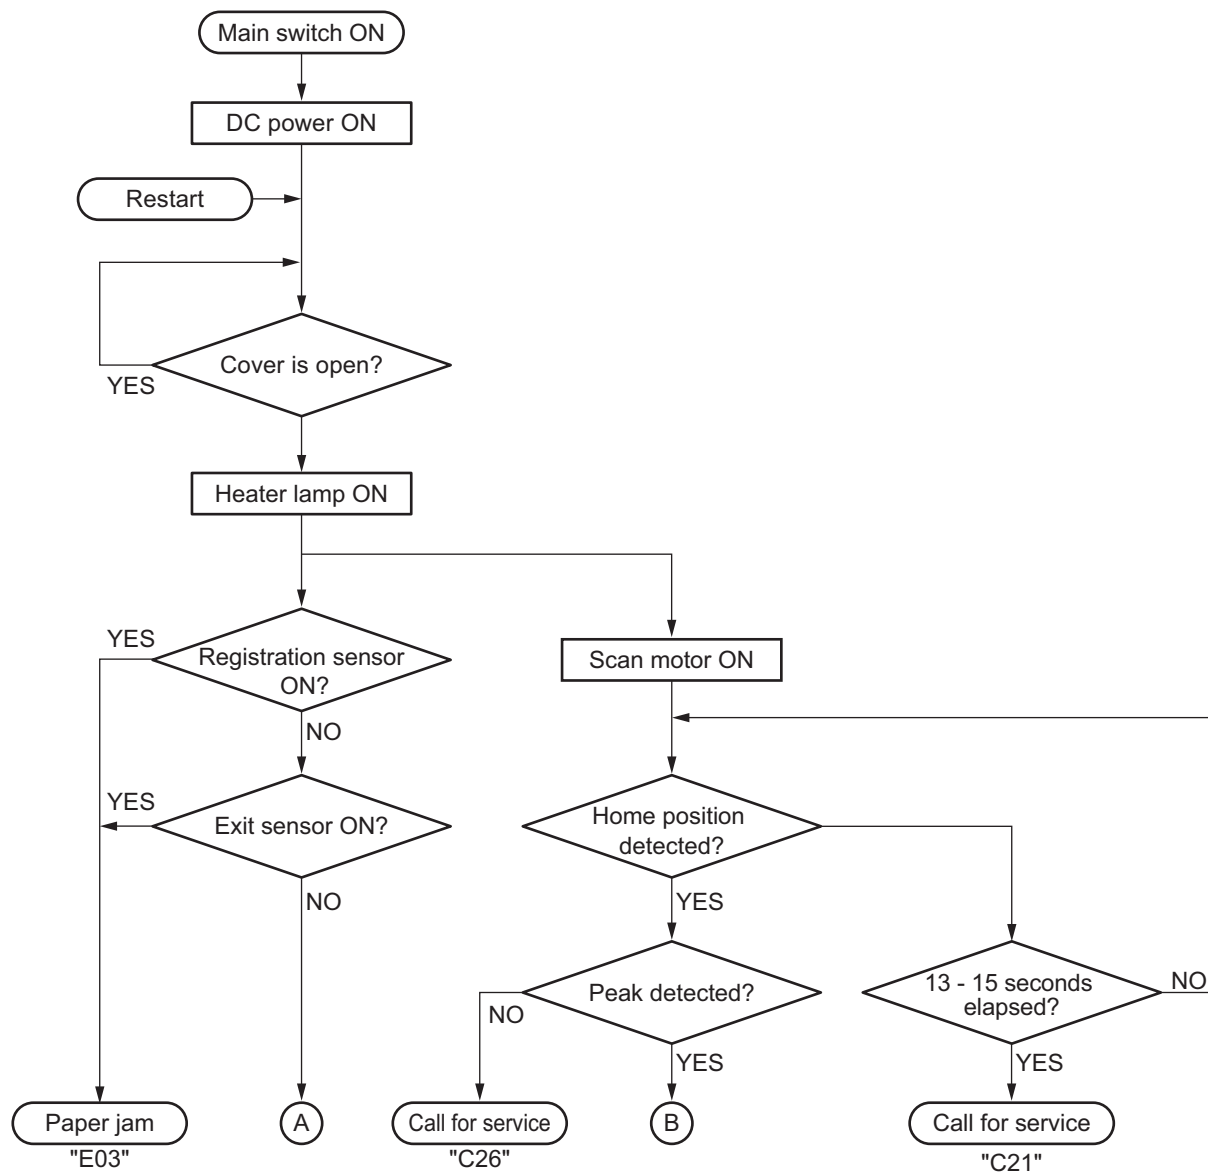 Main switch ON
DC power ON
Restart
Cover is open?
YES
Heater lamp ON
YES
Registration sensor
ON?
Scan motor ON
NO
YES
Exit sensor ON?
Home position
detected?
NO
YES
Peak detected?
13 - 15 seconds
elapsed?
NO
NO
YES
YES
Paper jam
A
Call for service
B
Call for service
"E03"
"C26"
"C21"